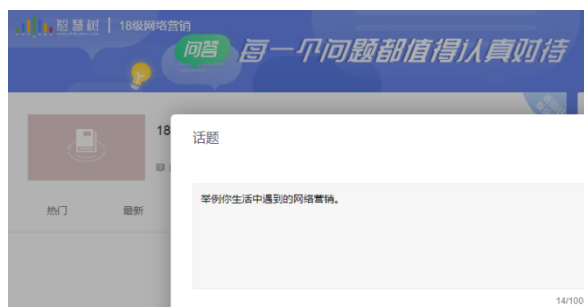 智慧树 18级网络营销
问答 每一个问题都值得认真对待
18
话题
热门 最新
举例你生活中遇到的网络营销。
14/100